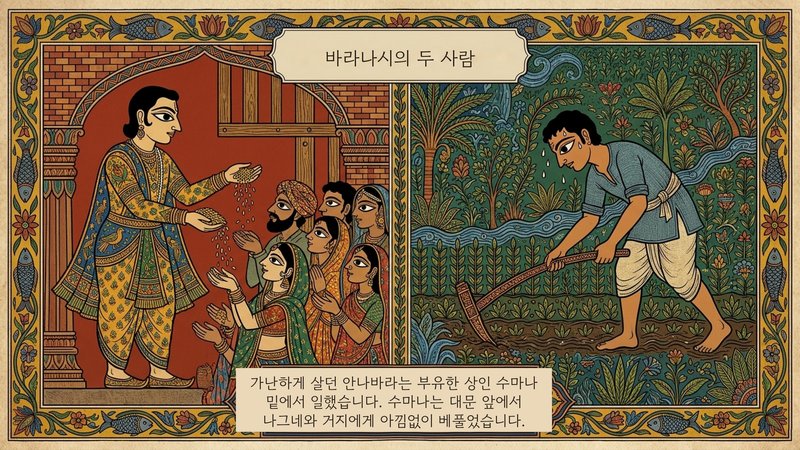 바라나시의 두 사람
가난하게 살던 안나바라는 부유한 상인 수마나
밑에서 일했습니다. 수마나는 대문 앞에서
나그네와 거지에게 아낌없이 베풀었습니다.